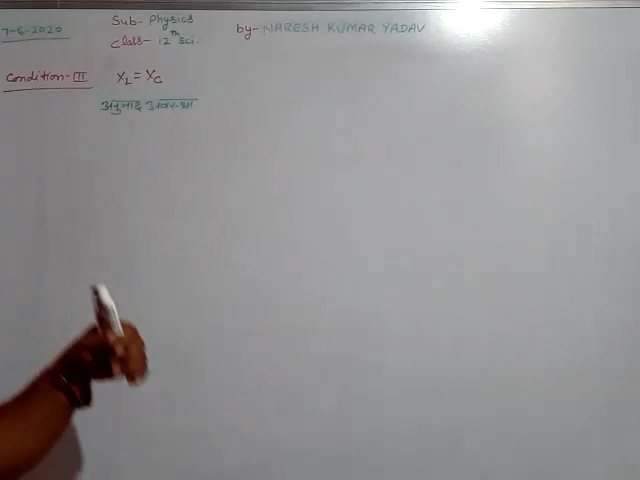 7-6-2020
Sub- Physics
Class- 12th Sci.
by- NARESH KUMAR YADAV
Condition-III X_L = X_C
अनुनाद अवस्था